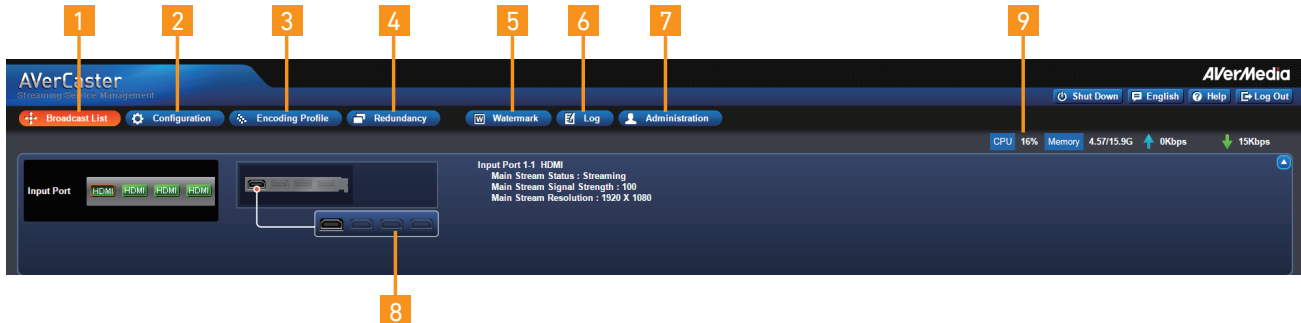 1 2 3 4 5 6 7 9
AVerCaster
AVerMedia
Streaming Service Management
Shut Down English Help Log Out
Broadcast List Configuration Encoding Profile Redundancy W Watermark Log Administration
CPU 16% Memory 4.57/15.9G 0Kbps 15Kbps
Input Port HDMI HDMI HDMI HDMI
Input Port 1-1 HDMI
Main Stream Status : Streaming
Main Stream Signal Strength : 100
Main Stream Resolution : 1920 X 1080
8